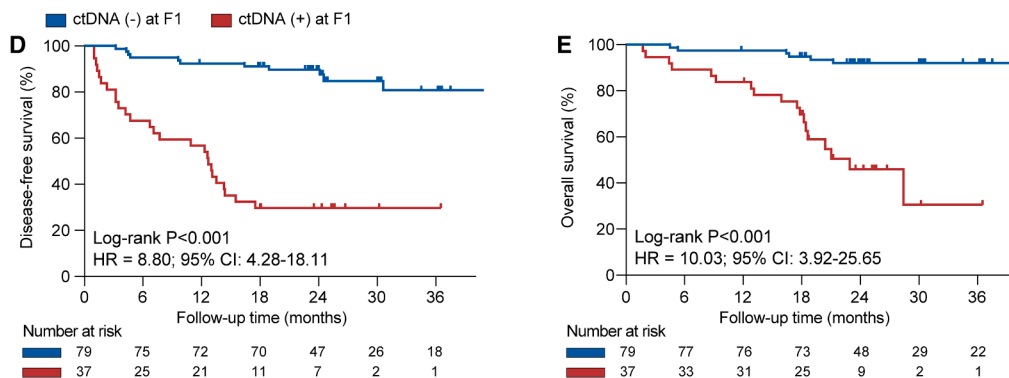 ctDNA (-) at F1 ctDNA (+) at F1
D
Disease-free survival (%)
100
80
60
40
20
0
Log-rank P<0.001
HR = 8.80; 95% CI: 4.28-18.11
0 6 12 18 24 30 36
Follow-up time (months)
Number at risk
79 75 72 70 47 26 18
37 25 21 11 7 2 1
E
Overall survival (%)
100
80
60
40
20
0
Log-rank P<0.001
HR = 10.03; 95% CI: 3.92-25.65
0 6 12 18 24 30 36
Follow-up time (months)
Number at risk
79 77 76 73 48 29 22
37 33 31 25 9 2 1